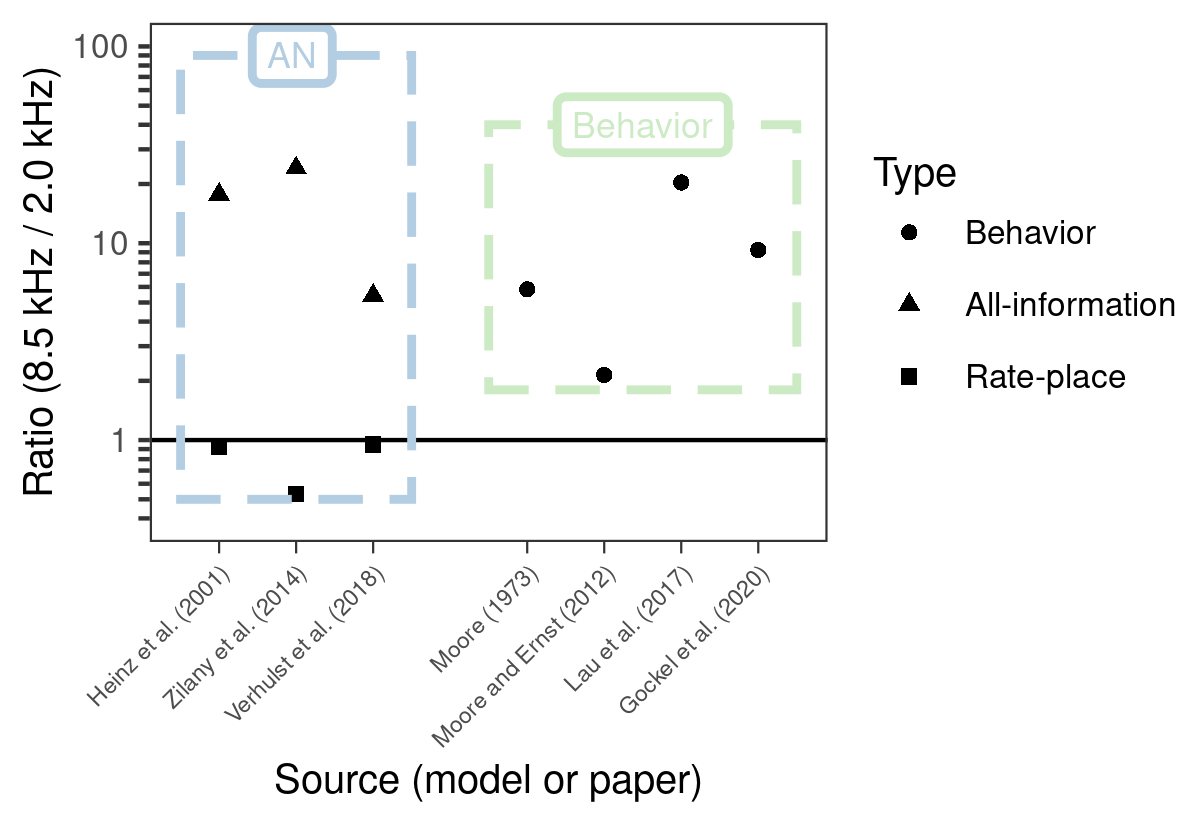 100
10
1
Ratio (8.5 kHz / 2.0 kHz)
AN
Behavior
Heinz et al. (2001)
Zilany et al. (2014)
Verhulst et al. (2018)
Moore (1973)
Moore and Ernst (2012)
Lau et al. (2017)
Gockel et al. (2020)
Source (model or paper)
Type
Behavior
All-information
Rate-place